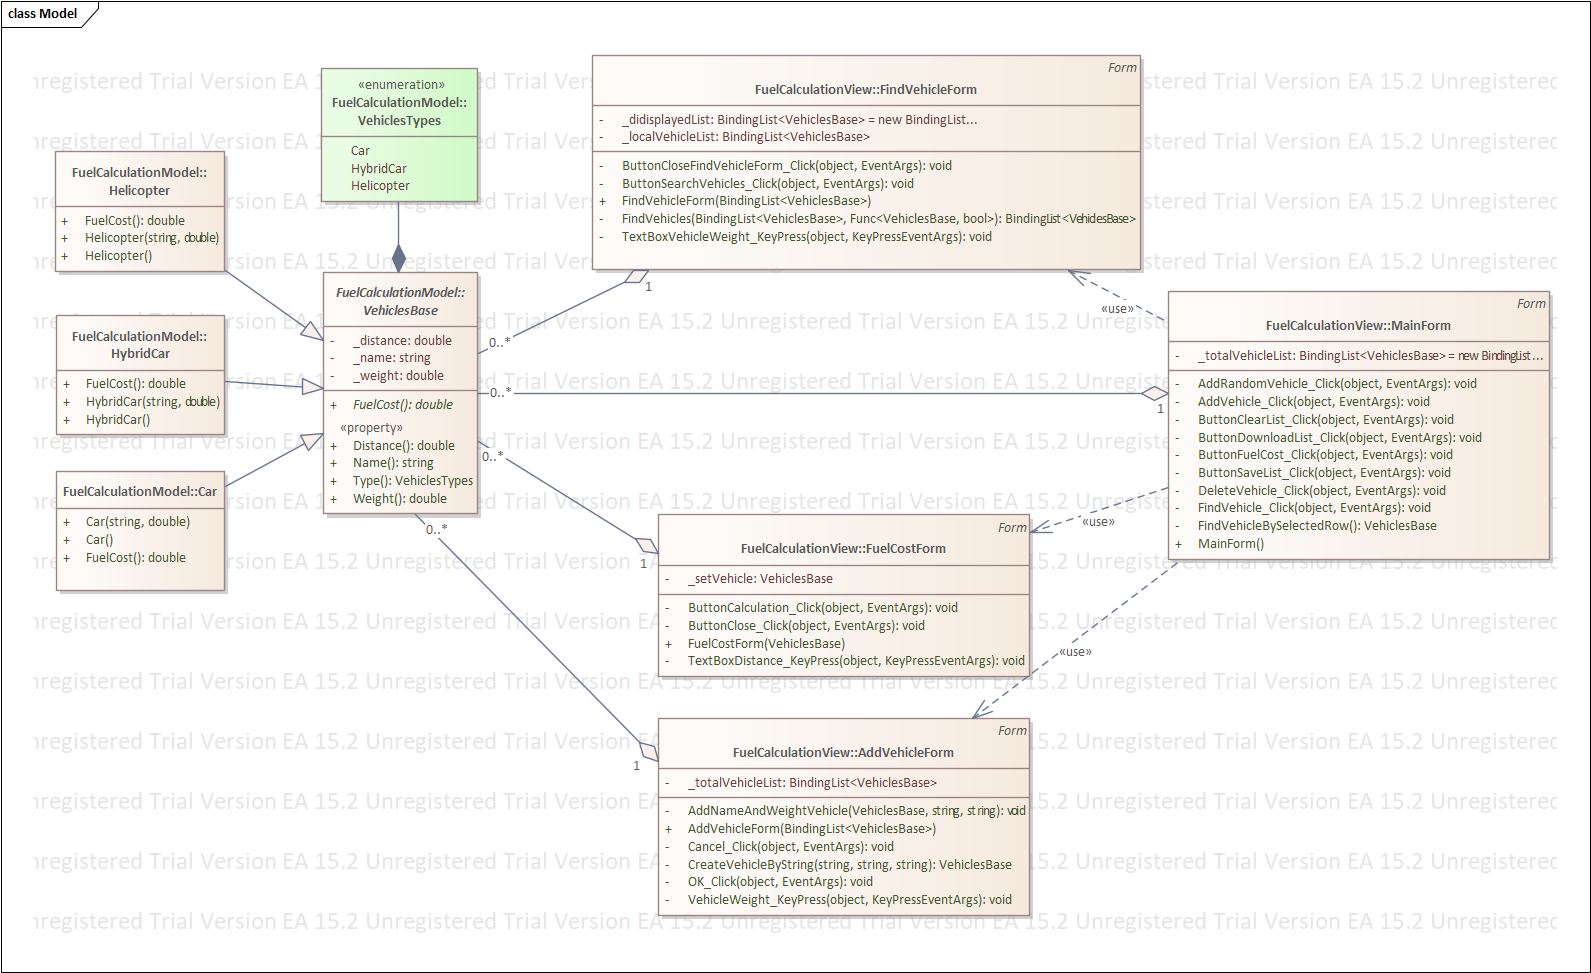 class Model
«enumeration»
FuelCalculationModel::
VehiclesTypes
Car
HybridCar
Helicopter
Form
FuelCalculationView::FindVehicleForm
- _didisplayedList: BindingList<VehiclesBase> = new BindingList...
- _localVehicleList: BindingList<VehiclesBase>
- ButtonCloseFindVehicleForm_Click(object, EventArgs): void
- ButtonSearchVehicles_Click(object, EventArgs): void
+ FindVehicleForm(BindingList<VehiclesBase>)
- FindVehicles(BindingList<VehiclesBase>, Func<VehiclesBase, bool>): BindingList<VehidesBase>
- TextBoxVehicleWeight_KeyPress(object, KeyPressEventArgs): void
FuelCalculationModel::
Helicopter
+ FuelCost(): double
+ Helicopter(string, double)
+ Helicopter()
FuelCalculationModel::
HybridCar
+ FuelCost(): double
+ HybridCar(string, double)
+ HybridCar()
FuelCalculationModel::Car
+ Car(string, double)
+ Car()
+ FuelCost(): double
FuelCalculationModel::
VehiclesBase
- _distance: double
- _name: string
- _weight: double
+ FuelCost(): double
«property»
+ Distance(): double
+ Name(): string
+ Type(): VehiclesTypes
+ Weight(): double
1
0..*
0..*
1
0..*
1
0..*
1
«use»
«use»
«use»
Form
FuelCalculationView::MainForm
- _totalVehicleList: BindingList<VehiclesBase> = new BindingList...
- AddRandomVehicle_Click(object, EventArgs): void
- AddVehicle_Click(object, EventArgs): void
- ButtonClearList_Click(object, EventArgs): void
- ButtonDownloadList_Click(object, EventArgs): void
- ButtonFuelCost_Click(object, EventArgs): void
- ButtonSaveList_Click(object, EventArgs): void
- DeleteVehicle_Click(object, EventArgs): void
- FindVehicle_Click(object, EventArgs): void
- FindVehicleBySelectedRow(): VehiclesBase
+ MainForm()
Form
FuelCalculationView::FuelCostForm
- _setVehicle: VehiclesBase
- ButtonCalculation_Click(object, EventArgs): void
- ButtonClose_Click(object, EventArgs): void
+ FuelCostForm(VehiclesBase)
- TextBoxDistance_KeyPress(object, KeyPressEventArgs): void
Form
FuelCalculationView::AddVehicleForm
- _totalVehicleList: BindingList<VehiclesBase>
- AddNameAndWeightVehicle(VehiclesBase, string, string): void
+ AddVehicleForm(BindingList<VehiclesBase>)
- Cancel_Click(object, EventArgs): void
- CreateVehicleByString(string, string, string): VehiclesBase
- OK_Click(object, EventArgs): void
- VehicleWeight_KeyPress(object, KeyPressEventArgs): void